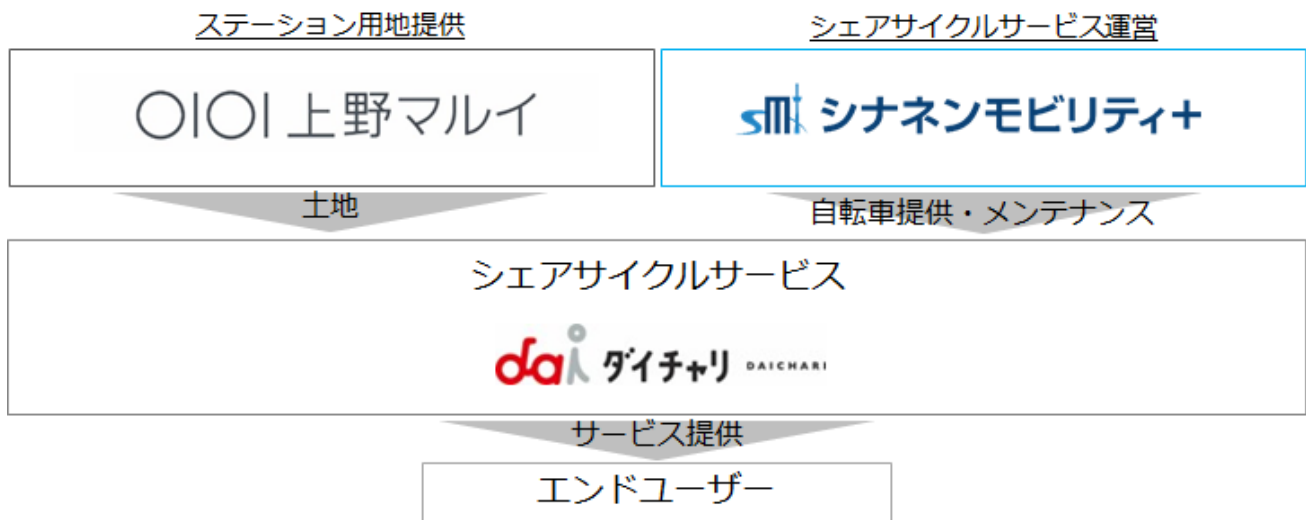 ステーション用地提供
シェアサイクルサービス運営
OIOI 上野マルイ
smi シナネンモビリティ+
土地
自転車提供・メンテナンス
シェアサイクルサービス
dai ダイチャリ DAICHARI
サービス提供
エンドユーザー